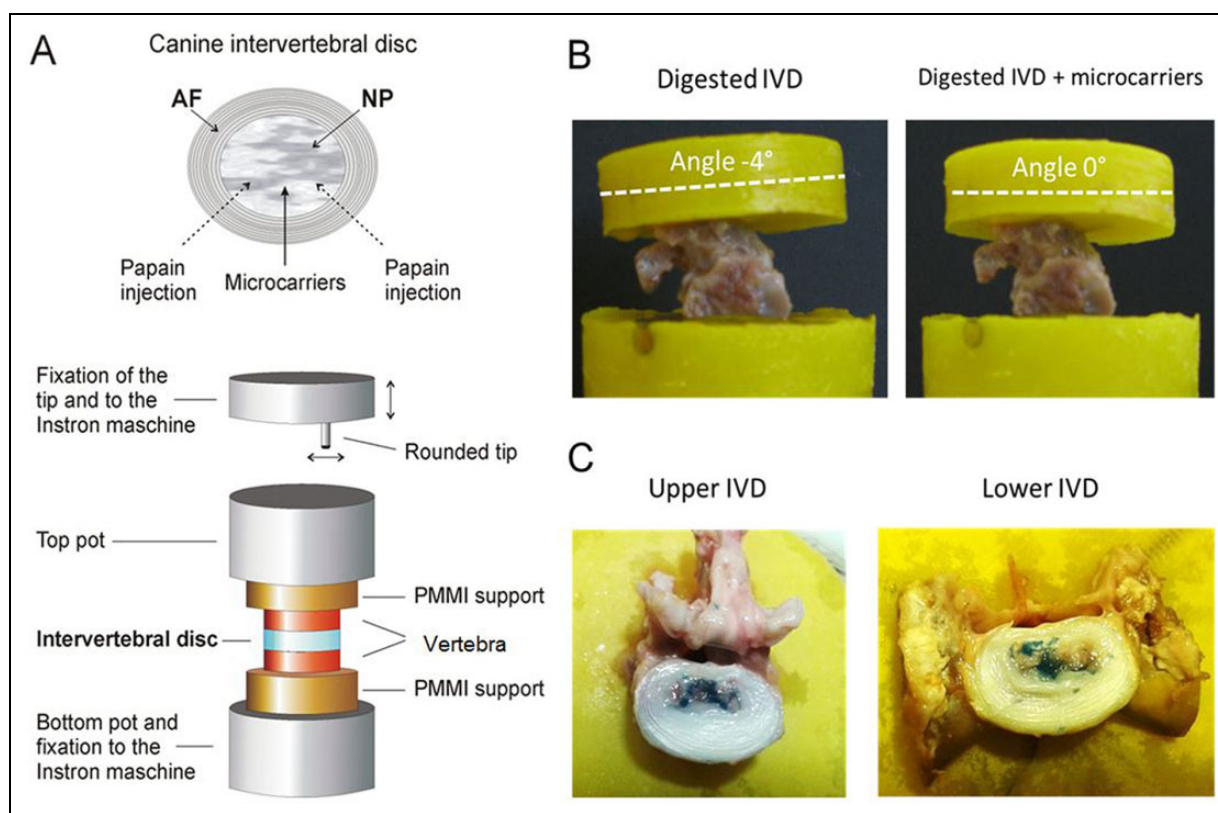 A
Canine intervertebral disc
AF
NP
Papain
injection
Microcarriers
Papain
injection
Fixation of the
tip and to the
Instron maschine
Rounded tip
Top pot
PMMI support
Intervertebral disc
Vertebra
PMMI support
Bottom pot and
fixation to the
Instron maschine
B
Digested IVD
Digested IVD + microcarriers
Angle -4°
Angle 0°
C
Upper IVD
Lower IVD